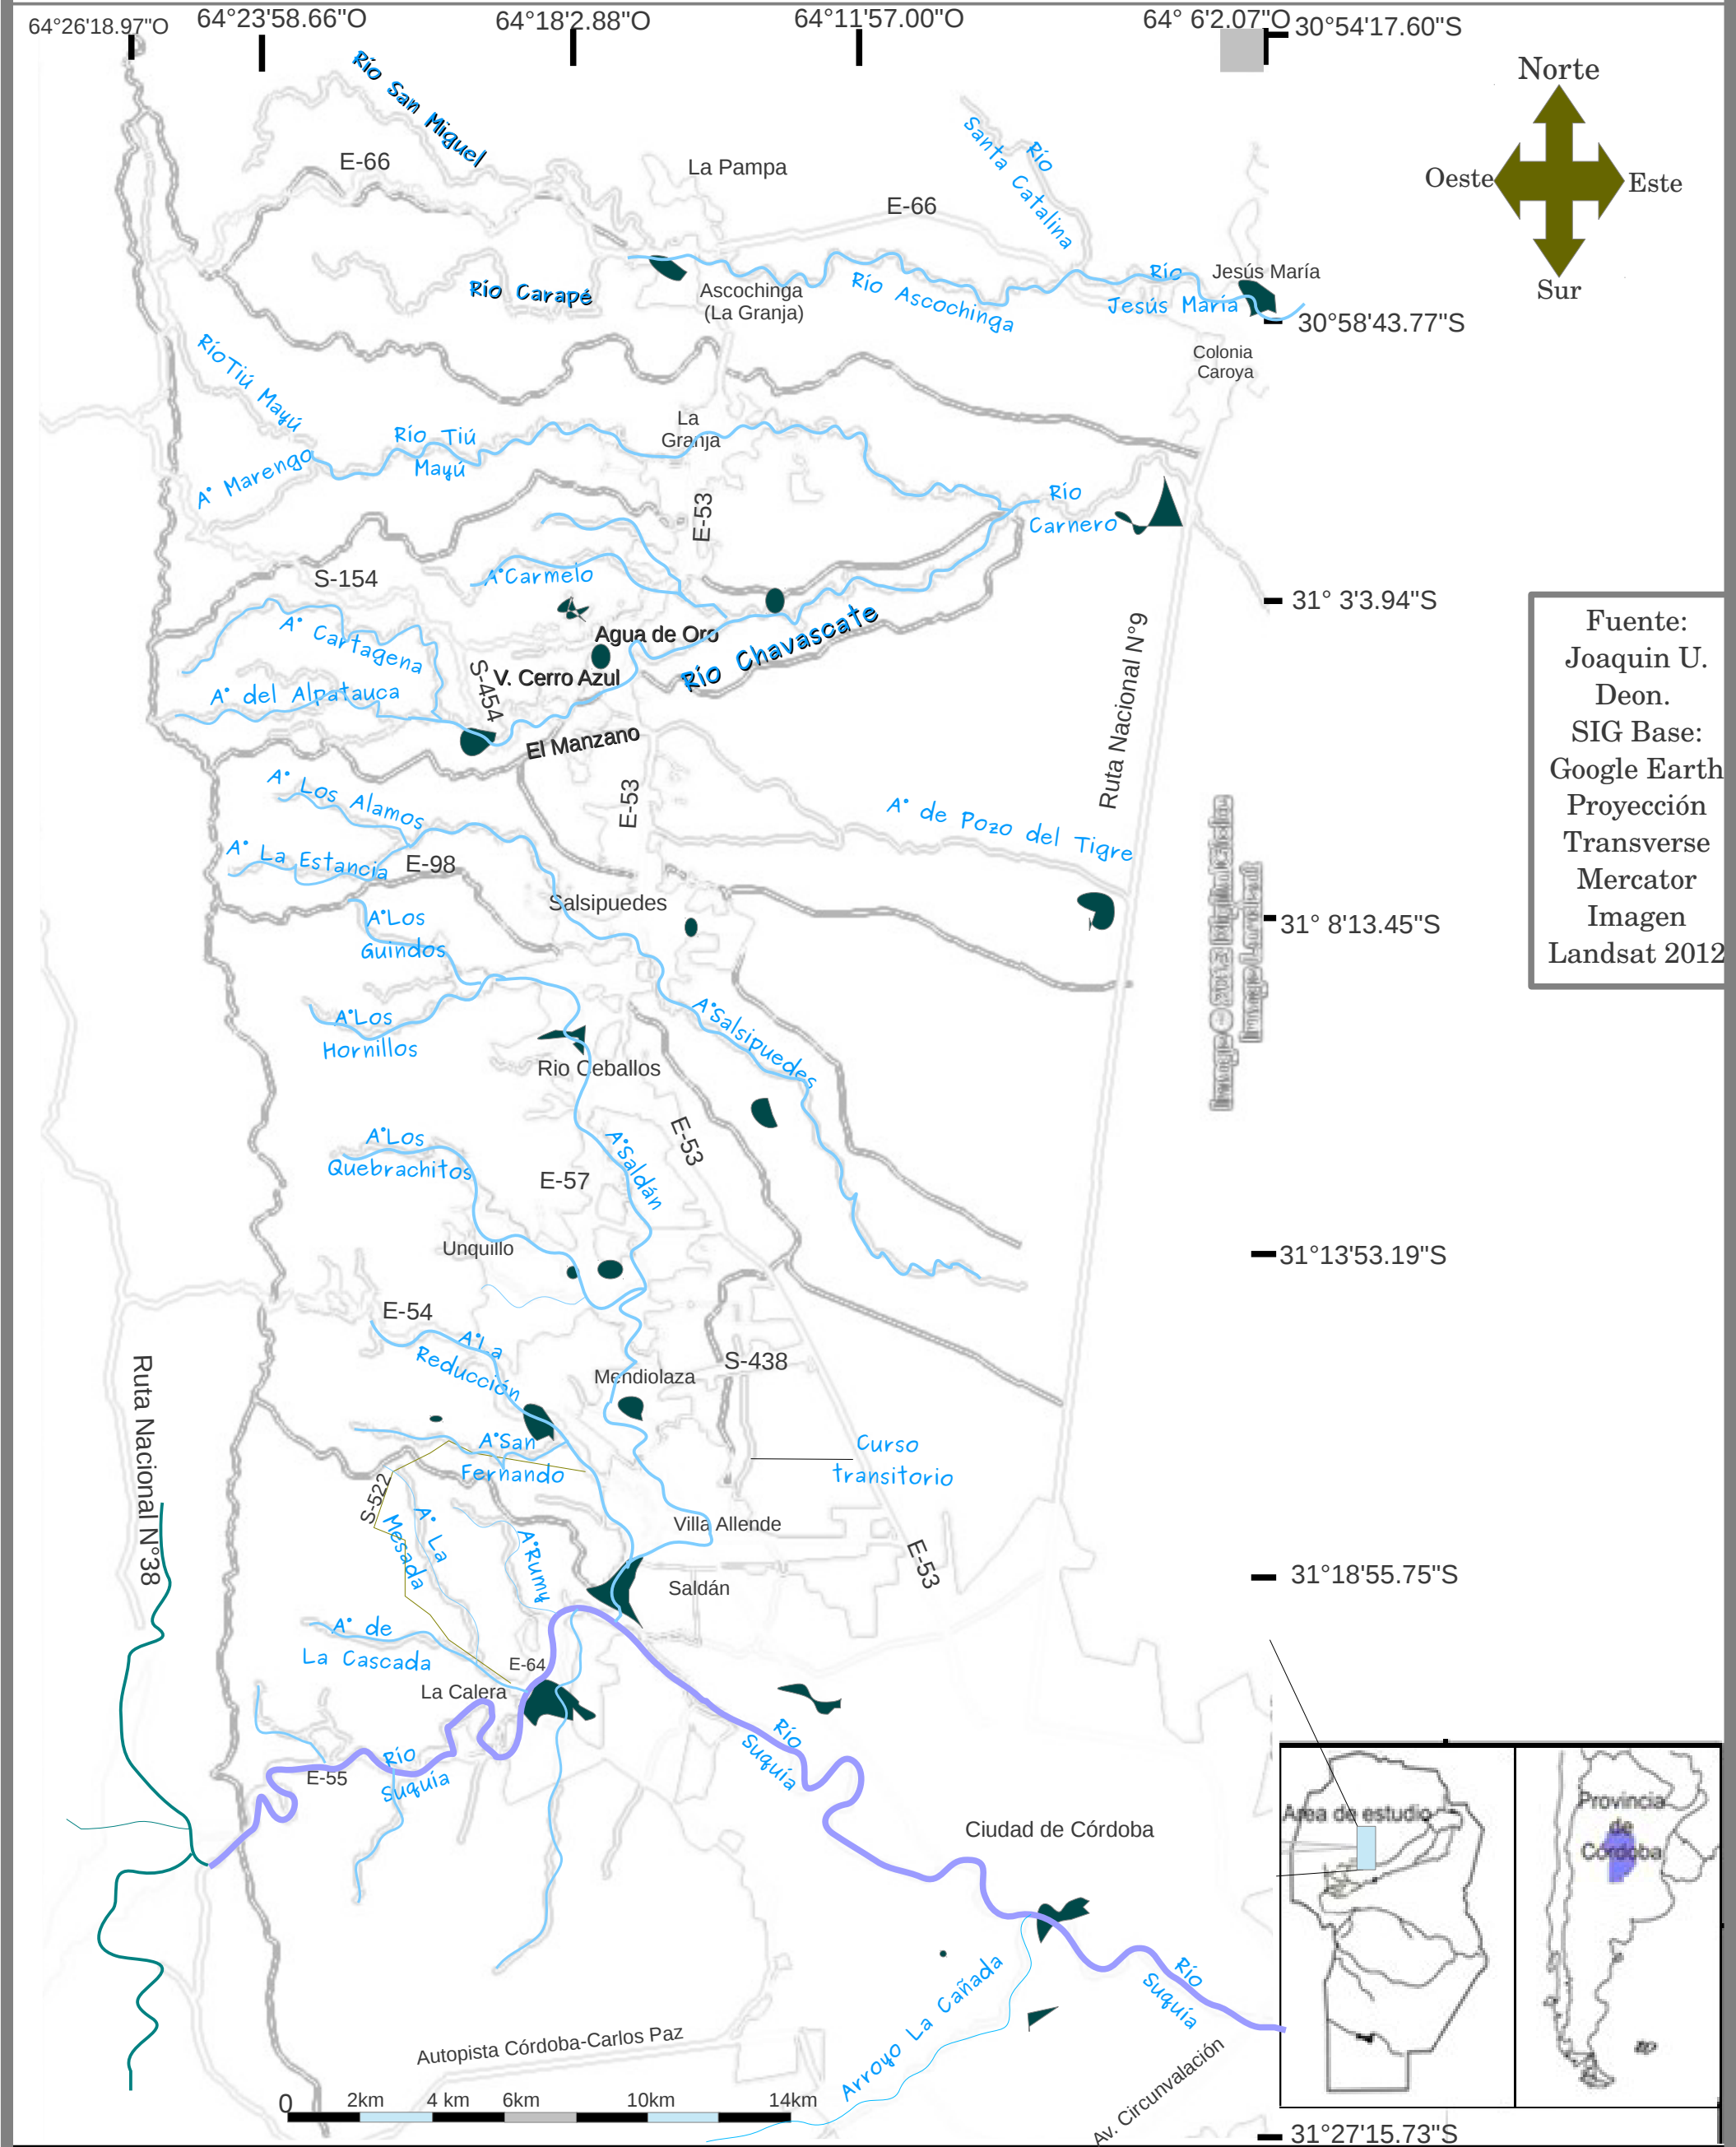 64°26'18.97"O
64°23'58.66"O
64°18'2.88"O
64°11'57.00"O
64° 6'2.07"O
30°54'17.60"S
Norte
Oeste
Este
Sur
Río San Miguel
E-66
La Pampa
E-66
Río
Santa Catalina
Río Carapé
Ascochinga
(La Granja)
Río Ascochinga
Río
Jesús María
Jesús María
30°58'43.77"S
Colonia
Caroya
RíoTiú Mayú
Río Tiú
Mayú
A° Marengo
La
Granja
E-53
Río
Carnero
S-154
A°Carmelo
31° 3'3.94"S
A° Cartagena
Agua de Oro
Río Chavascate
V. Cerro Azul
S-454
A° del Alpatauca
El Manzano
Ruta Nacional N°9
Fuente:
Joaquin U.
Deon.
SIG Base:
Google Earth
Proyección
Transverse
Mercator
Imagen
Landsat 2012
A° Los Alamos
E-53
A° de Pozo del Tigre
A° La Estancia
E-98
Salsipuedes
A°Los
Guindos
31° 8'13.45"S
A°Los
Hornillos
A°Salsipuedes
Rio Ceballos
E-53
A°Los
Quebrachitos
E-57
A°Saldán
Unquillo
31°13'53.19"S
E-54
A°La
Reducción
Mendiolaza
S-438
Ruta Nacional N°38
A°San
Fernando
Curso
transitorio
S-522
A° La
Mesada
A°Rumy
Villa Allende
E-53
Saldán
31°18'55.75"S
A° de
La Cascada
E-64
La Calera
Río
Suquía
E-55
Río
Suquía
Ciudad de Córdoba
Area de estudio
Provincia
de
Córdoba
Río
Suquía
Arroyo La Cañada
Autopista Córdoba-Carlos Paz
Av. Circunvalación
0
2km
4 km
6km
10km
14km
31°27'15.73"S